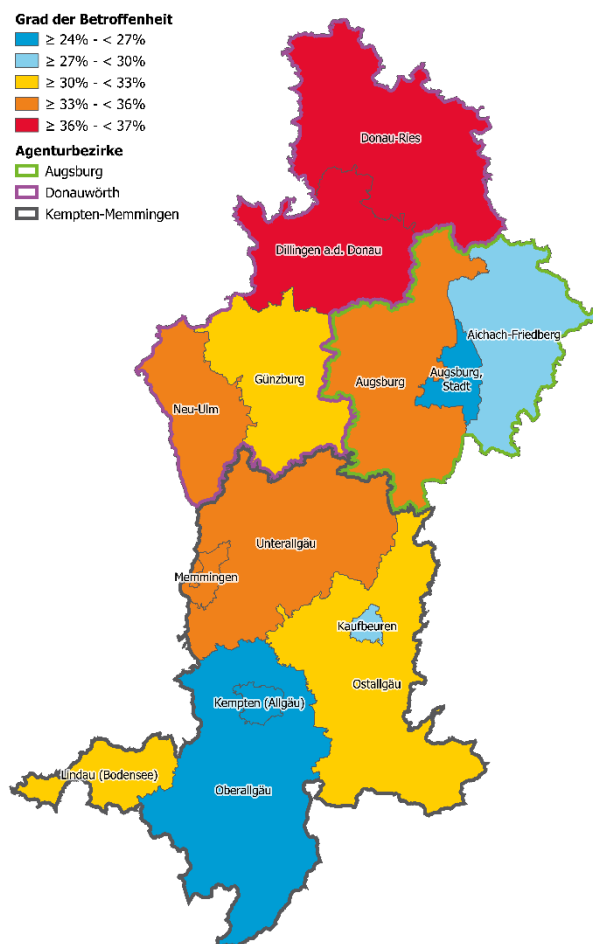 Grad der Betroffenheit
≥ 24% - < 27%
≥ 27% - < 30%
≥ 30% - < 33%
≥ 33% - < 36%
≥ 36% - < 37%
Agenturbezirke
Augsburg
Donauwörth
Kempten-Memmingen
Donau-Ries
Dillingen a.d. Donau
Aichach-Friedberg
Augsburg,
Stadt
Augsburg
Günzburg
Neu-Ulm
Unterallgäu
Memmingen
Kaufbeuren
Ostallgäu
Kempten (Allgäu)
Lindau (Bodensee)
Oberallgäu